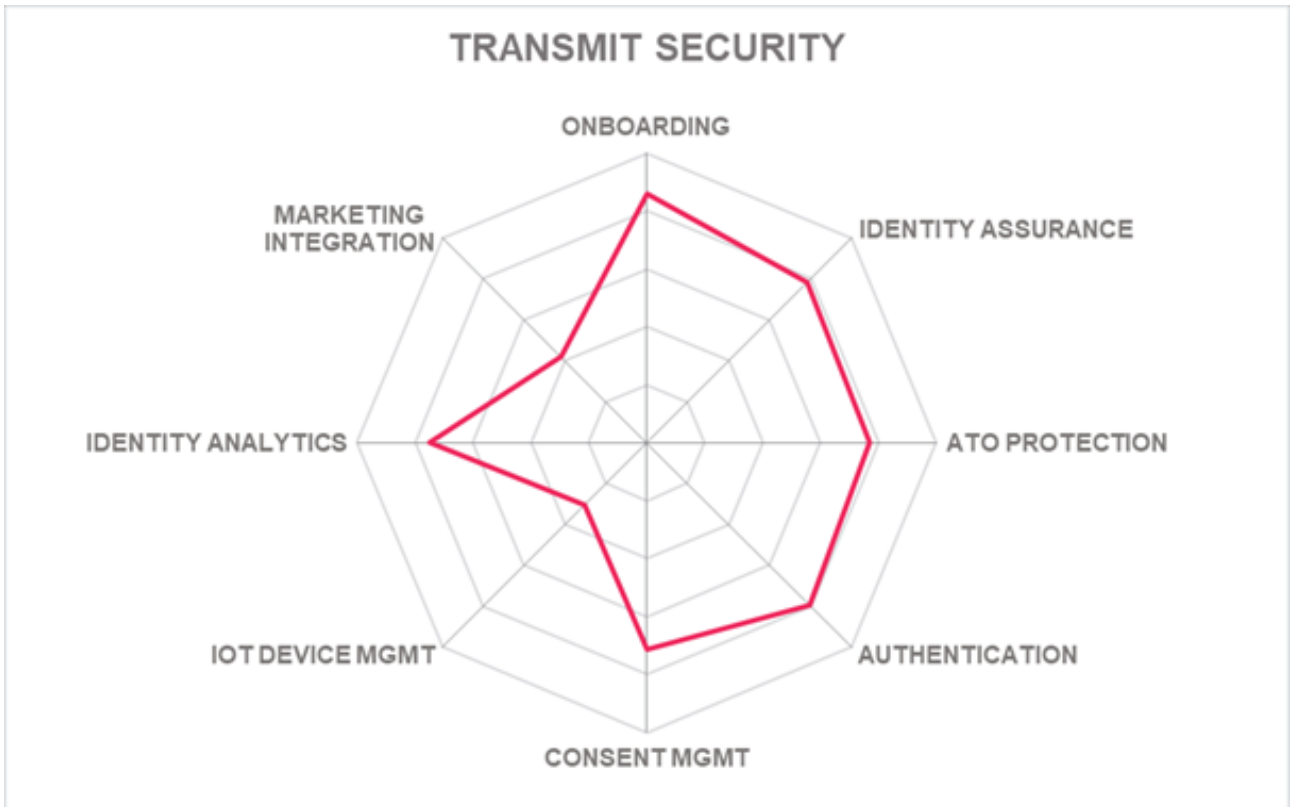 TRANSMIT SECURITY
ONBOARDING
MARKETING
INTEGRATION
IDENTITY ASSURANCE
IDENTITY ANALYTICS
ATO PROTECTION
IOT DEVICE MGMT
AUTHENTICATION
CONSENT MGMT